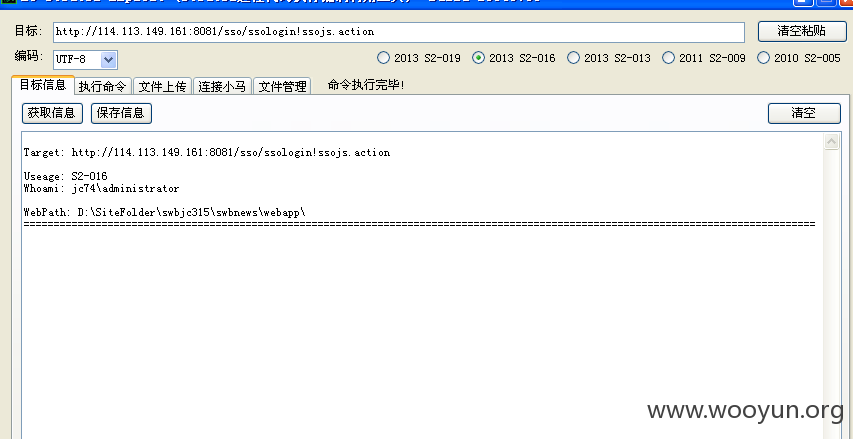 目标: http://114.113.149.161:8081/sso/ssologin!ssojs.action 清空粘贴
编码: UTF-8 2013 S2-019 2013 S2-016 2013 S2-013 2011 S2-009 2010 S2-005
目标信息 执行命令 文件上传 连接小马 文件管理 命令执行完毕!
获取信息 保存信息 清空
Target: http://114.113.149.161:8081/sso/ssologin!ssojs.action
Useage: S2-016
Whoami: jc74\administrator
WebPath: D:\SiteFolder\swbjc315\swbnews\webapp\
www.wooyun.org